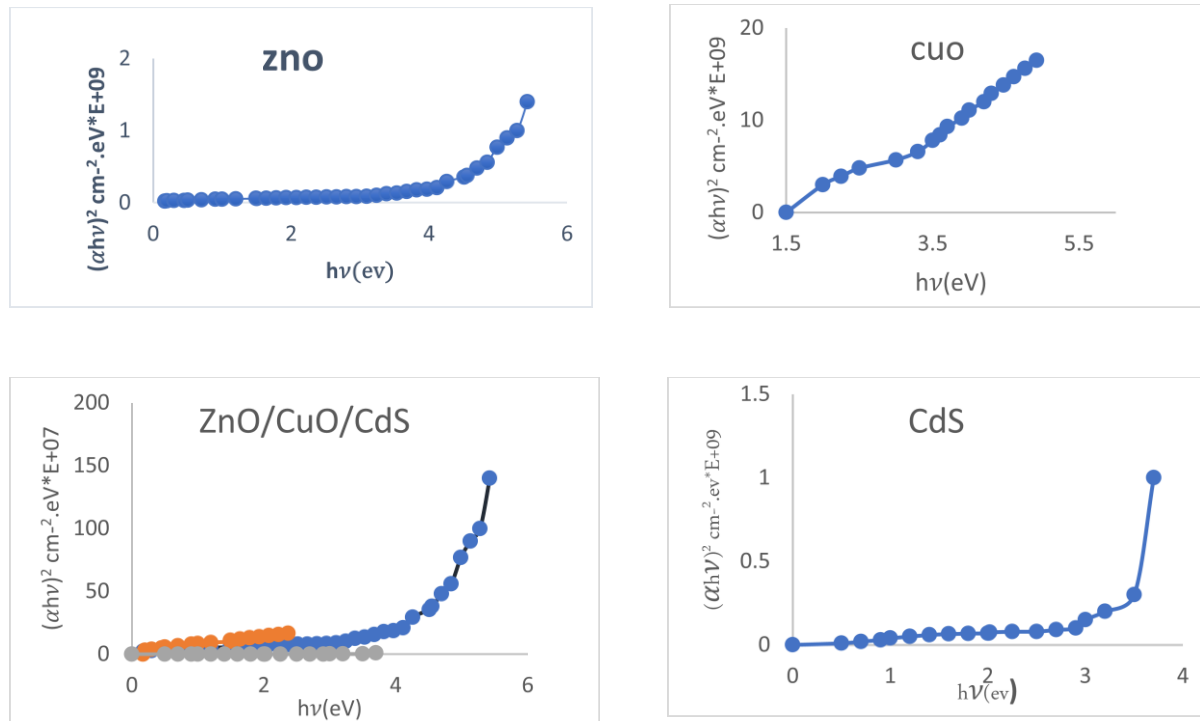 zno
(αhν)² cm-².eV*E+09
2
1
0
0 2 4 6
hν(ev)
cuo
(αhν)² cm-².eV*E+09
20
10
0
1.5 3.5 5.5
hν(eV)
ZnO/CuO/CdS
(αhν)² cm-².eV*E+07
200
150
100
50
0
0 2 4 6
hν(eV)
CdS
(αhν)² cm-².ev*E+09
1.5
1
0.5
0
0 1 2 3 4
hν(ev)